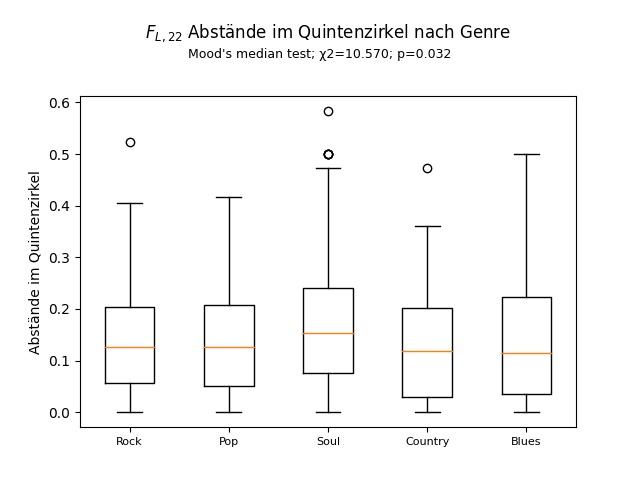 F_{L,22} Abstände im Quintenzirkel nach Genre
Mood's median test; χ2=10.570; p=0.032
Abstände im Quintenzirkel
0.6
0.5
0.4
0.3
0.2
0.1
0.0
Rock Pop Soul Country Blues